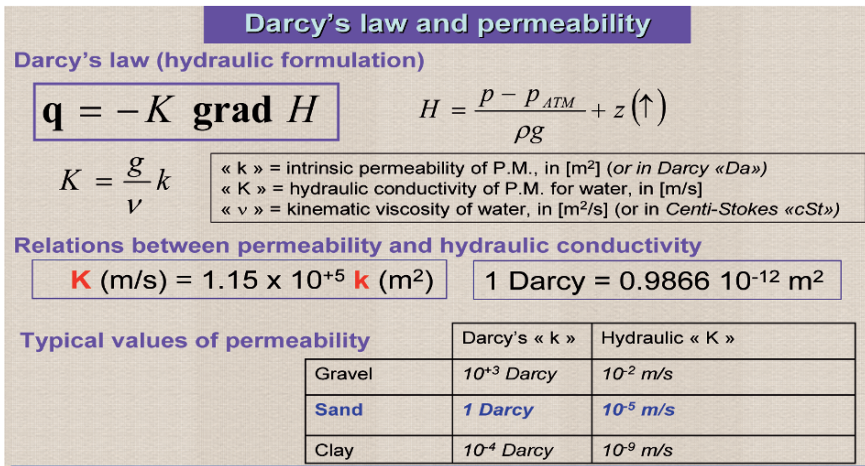 Darcy's law and permeability
Darcy's law (hydraulic formulation)
q = – K grad H
H = (p – p_ATM) / ρg + z(↑)
K = g/ν k
« k » = intrinsic permeability of P.M., in [m²] (or in Darcy «Da»)
« K » = hydraulic conductivity of P.M. for water, in [m/s]
« ν » = kinematic viscosity of water, in [m²/s] (or in Centi-Stokes «cSt»)
Relations between permeability and hydraulic conductivity
K (m/s) = 1.15 x 10⁺⁵ k (m²)
1 Darcy = 0.9866 10⁻¹² m²
Typical values of permeability
Darcy's « k » Hydraulic « K »
Gravel 10⁺³ Darcy 10⁻² m/s
Sand 1 Darcy 10⁻⁵ m/s
Clay 10⁻⁴ Darcy 10⁻⁹ m/s